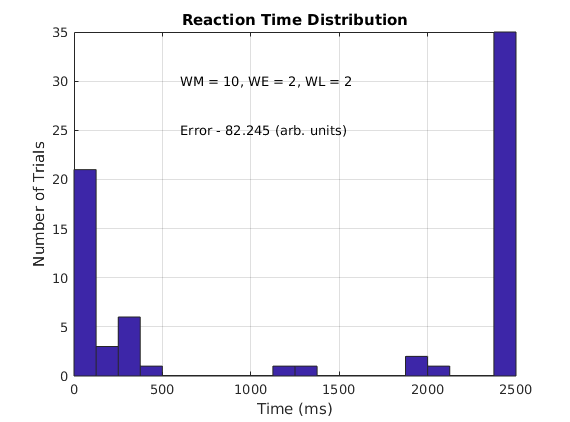 Reaction Time Distribution
35
30
25
20
15
10
5
0
WM = 10, WE = 2, WL = 2
Error - 82.245 (arb. units)
Number of Trials
0 500 1000 1500 2000 2500
Time (ms)